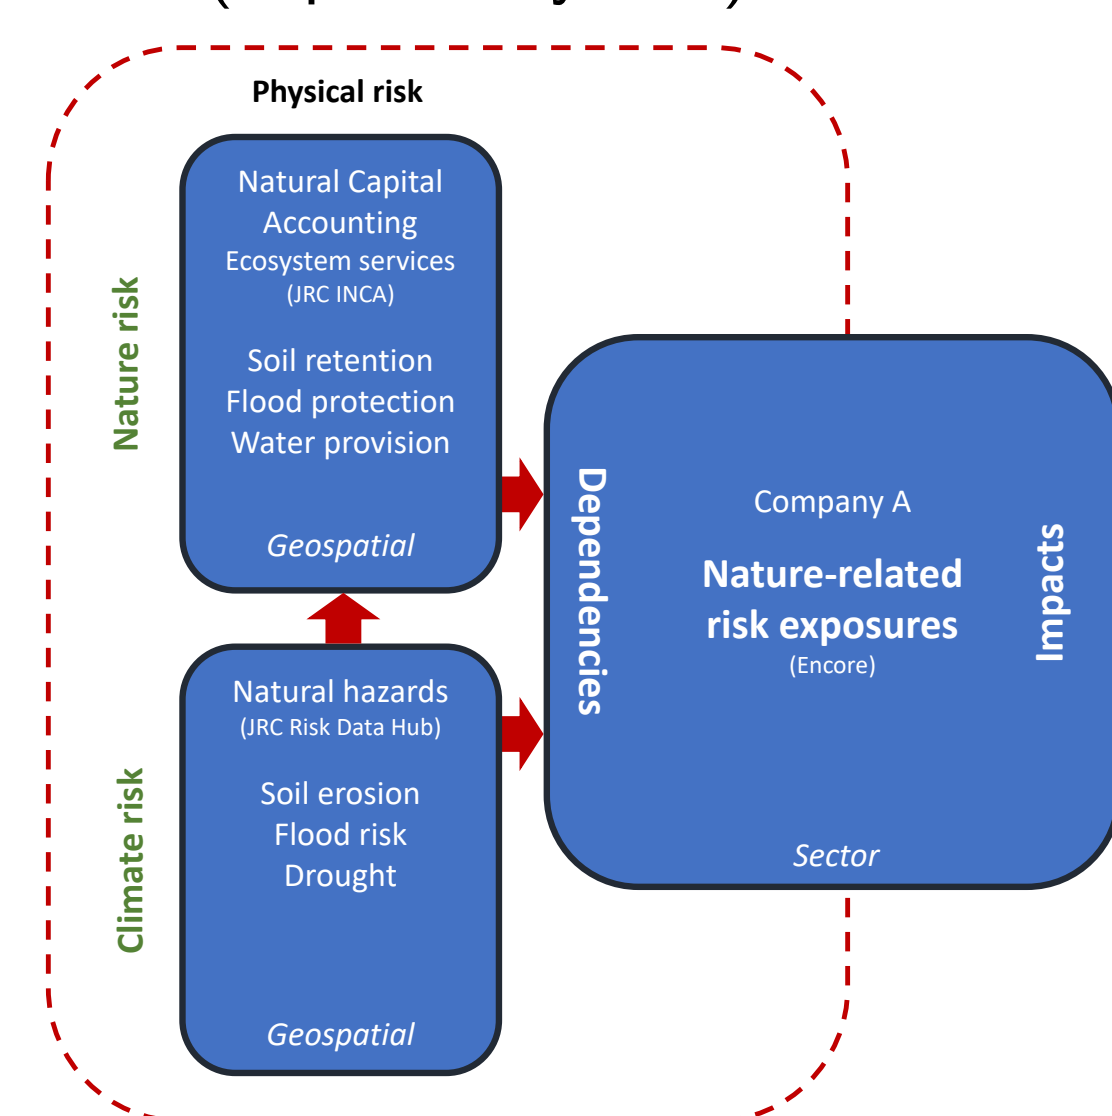 Physical risk
Nature risk
Natural Capital
Accounting
Ecosystem services
(JRC INCA)
Soil retention
Flood protection
Water provision
Geospatial
Climate risk
Natural hazards
(JRC Risk Data Hub)
Soil erosion
Flood risk
Drought
Geospatial
Dependencies
Company A
Nature-related
risk exposures
(Encore)
Sector
Impacts